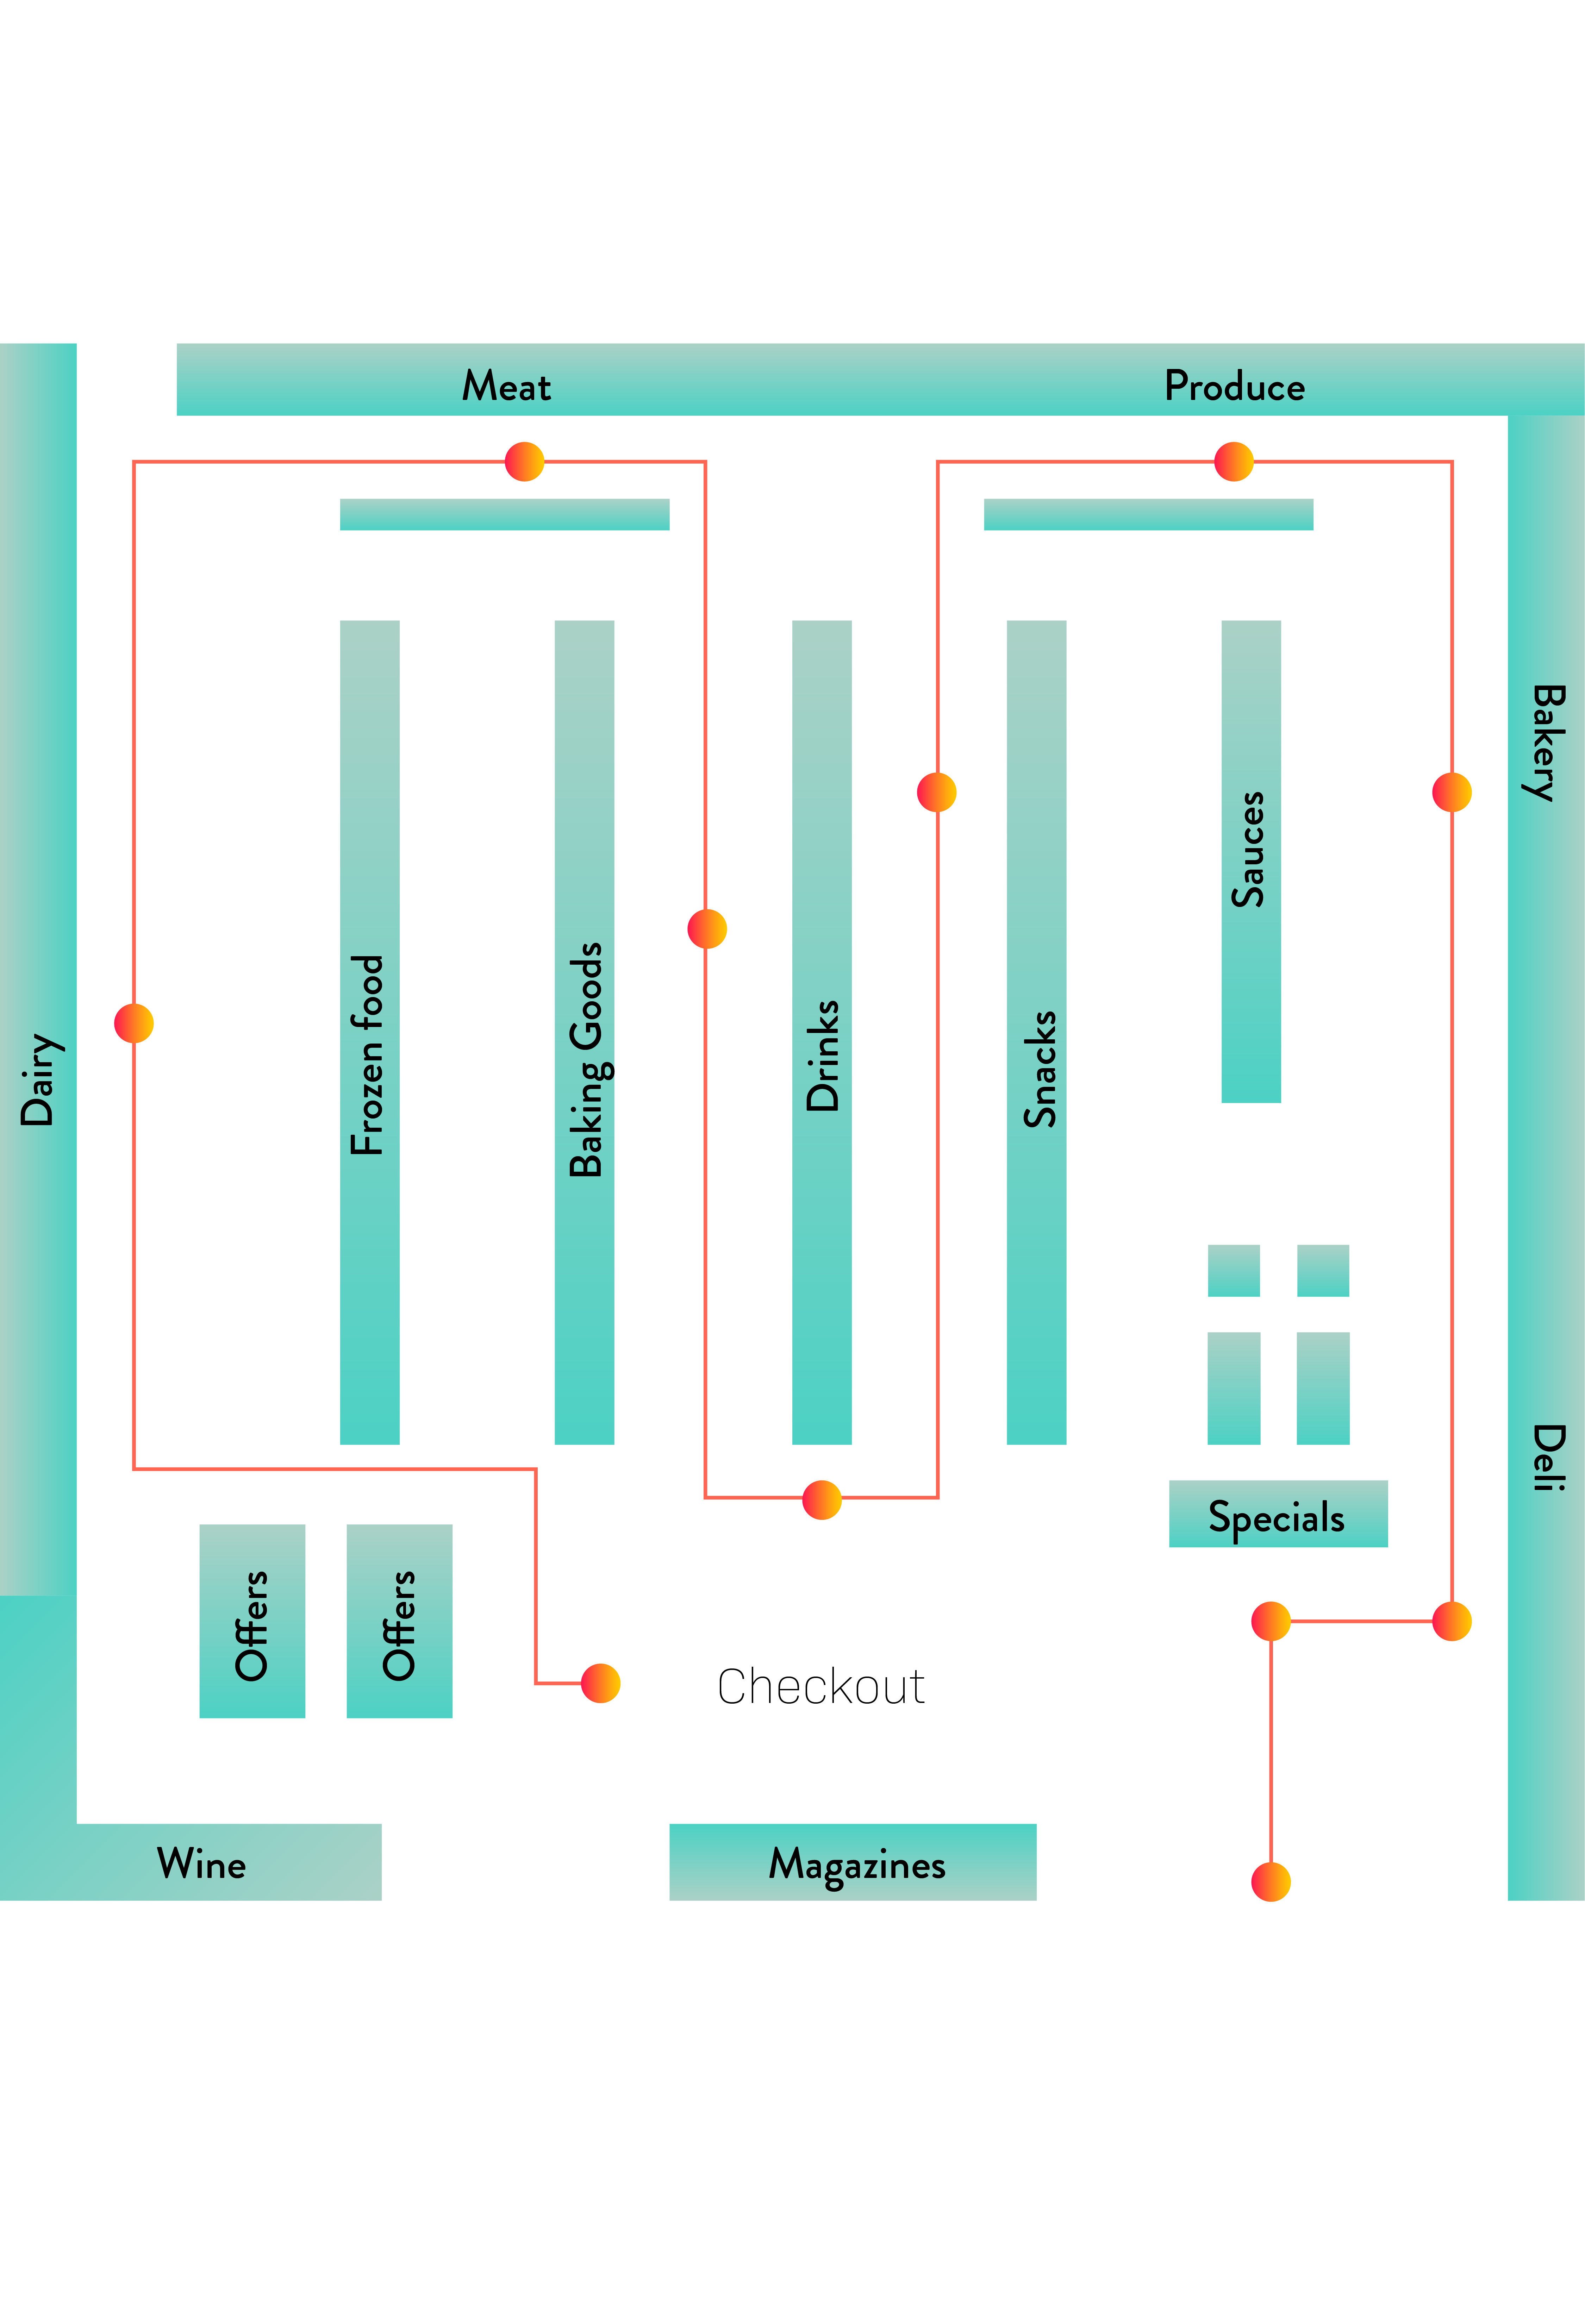 Meat
Produce
Bakery
Dairy
Frozen food
Baking Goods
Drinks
Snacks
Sauces
Deli
Specials
Offers
Offers
Checkout
Wine
Magazines